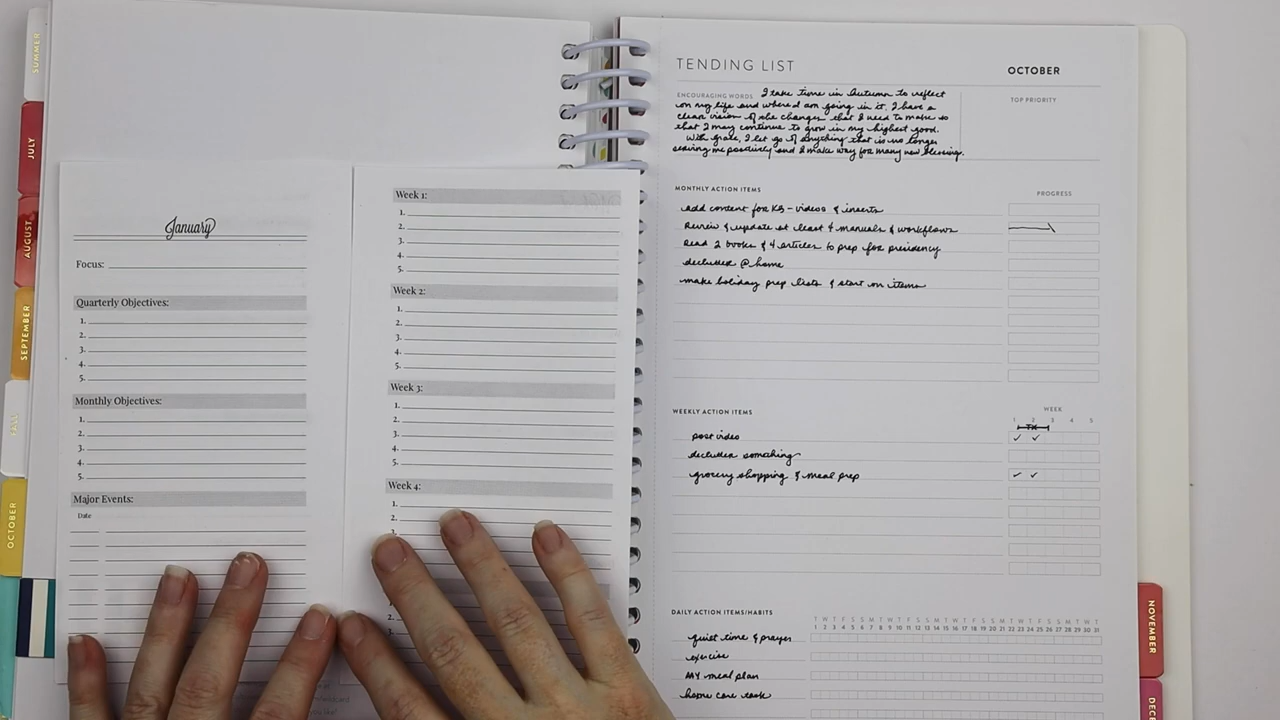 SUMMER
JULY
AUGUST
SEPTEMBER
FALL
OCTOBER
January
Focus:
Quarterly Objectives:
1.
2.
3.
4.
5.
Monthly Objectives:
1.
2.
3.
4.
5.
Major Events:
Date
Week 1:
1.
2.
3.
4.
5.
Week 2:
1.
2.
3.
4.
5.
Week 3:
1.
2.
3.
4.
5.
Week 4:
1.
2.
3.
2.
3.
TENDING LIST
OCTOBER
ENCOURAGING WORDS I take time in Autumn to reflect
on my life and where I am going in it. I have a
clear vision of the changes that I need to make so
that I may continue to grow in my highest good.
With grace, I let go of anything that is no longer
serving me positively and I make way for many new blessings.
TOP PRIORITY
MONTHLY ACTION ITEMS
PROGRESS
add content for KS - videos & inserts
Review & update at least 4 manuals & workflows
Read 2 books & 4 articles to prep for presidency
declutter @ home
make holiday prep lists & start on items
WEEKLY ACTION ITEMS
WEEK
1 2 3 4 5
post video
declutter something
grocery shopping & meal prep
DAILY ACTION ITEMS/HABITS
T W T F S S M T W T F S S M T W T F S S M T W T F S S M T W T
1 2 3 4 5 6 7 8 9 10 11 12 13 14 15 16 17 18 19 20 21 22 23 24 25 26 27 28 29 30 31
quiet time & prayer
exercise
meal plan
home care task
NOVEMBER
DECE